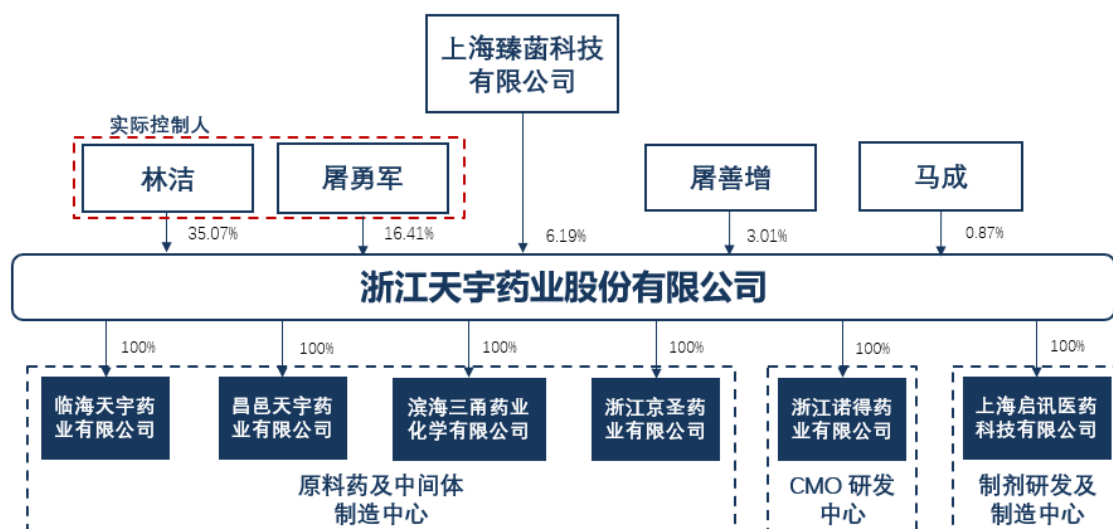 上海臻菌科技
有限公司
实际控制人
林洁
屠勇军
屠善增
马成
35.07%
16.41%
6.19%
3.01%
0.87%
浙江天宇药业股份有限公司
100%
100%
100%
100%
100%
100%
临海天宇药
业有限公司
昌邑天宇药
业有限公司
滨海三甬药业
化学有限公司
浙江京圣药
业有限公司
浙江诺得药
业有限公司
上海启讯医药
科技有限公司
原料药及中间体
制造中心
CMO 研发
中心
制剂研发及
制造中心